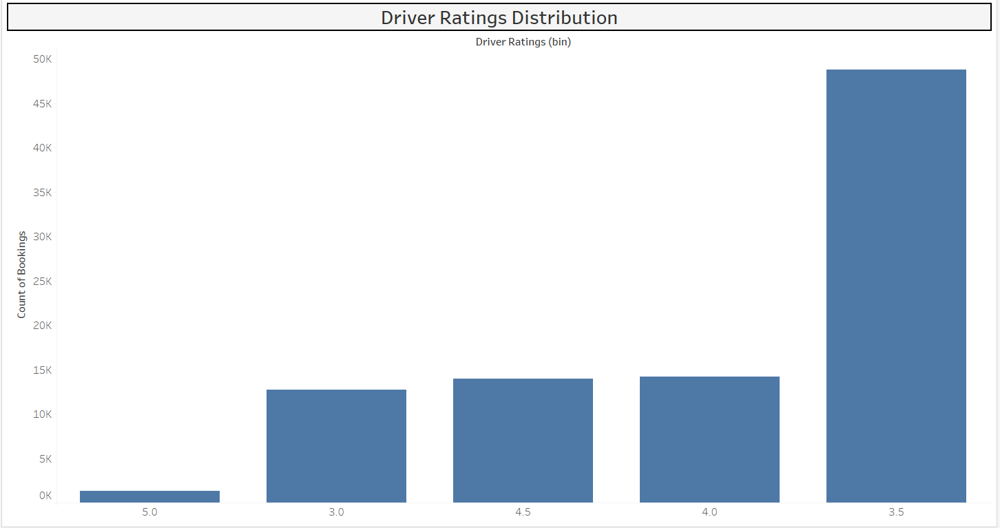 Driver Ratings Distribution
Driver Ratings (bin)
50K
45K
40K
35K
30K
25K
20K
15K
10K
5K
0K
Count of Bookings
5.0 3.0 4.5 4.0 3.5